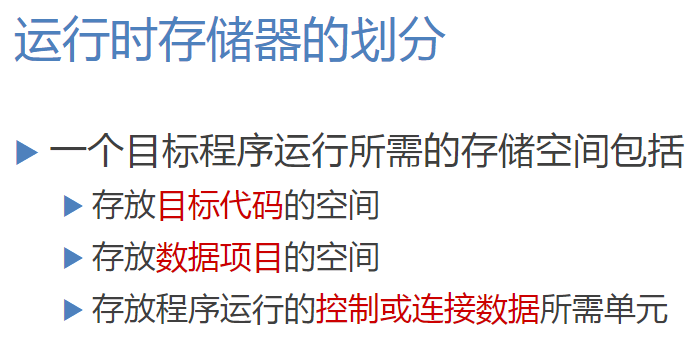 运行时存储器的划分
一个目标程序运行所需的存储空间包括
存放目标代码的空间
存放数据项目的空间
存放程序运行的控制或连接数据所需单元